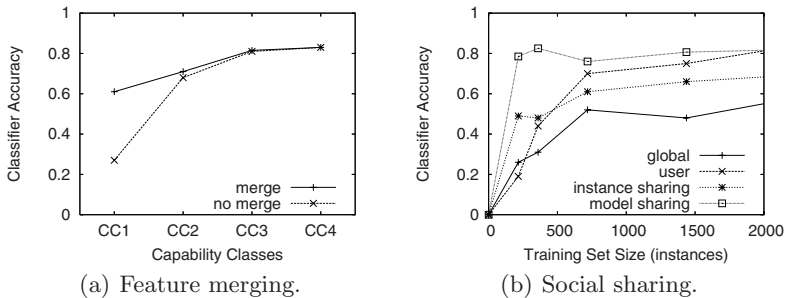 1
0.8
0.6
0.4
0.2
0
Classifier Accuracy
CC1 CC2 CC3 CC4
Capability Classes
merge
no merge
(a) Feature merging.
1
0.8
0.6
0.4
0.2
0
Classifier Accuracy
0 500 1000 1500 2000
Training Set Size (instances)
global
user
instance sharing
model sharing
(b) Social sharing.